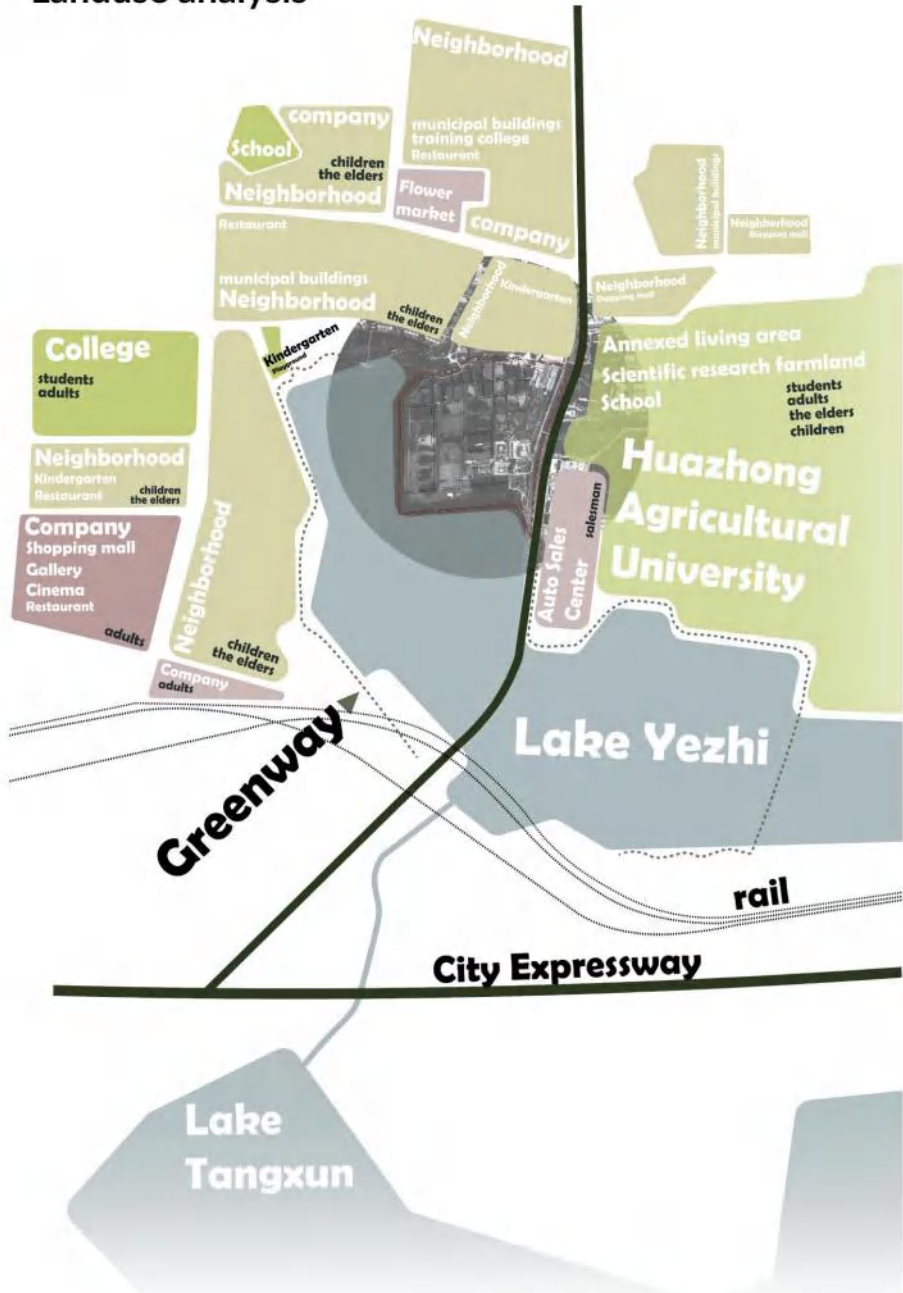 Landuse analysis
Neighborhood
municipal buildings
training college
Restaurant
company
company
School
children
the elders
Neighborhood
Flower
market
Neighborhood
municipal buildings
Neighborhood
Restaurant
municipal buildings
Neighborhood
children
the elders
Neighborhood
Kindergarten
Neighborhood
Kindergarten
Playground
College
students
adults
Annexed living area
Scientific research farmland
School
students
adults
the elders
children
Huazhong
Agricultural
University
Neighborhood
Kindergarten
Restaurant
children
the elders
Company
Shopping mall
Gallery
Cinema
Restaurant
adults
Neighborhood
children
the elders
Company
adults
Auto Sales
Center
salesman
Greenway
Lake Yezhi
rail
City Expressway
Lake
Tangxun